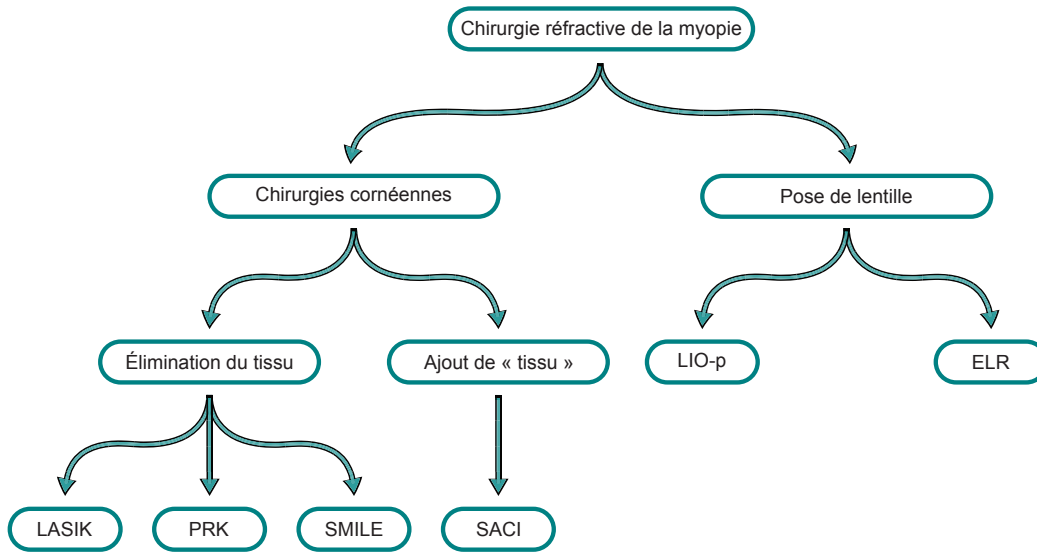 Chirurgie réfractive de la myopie
Chirurgies cornéennes
Pose de lentille
Élimination du tissu
Ajout de « tissu »
LIO-p
ELR
LASIK
PRK
SMILE
SACI